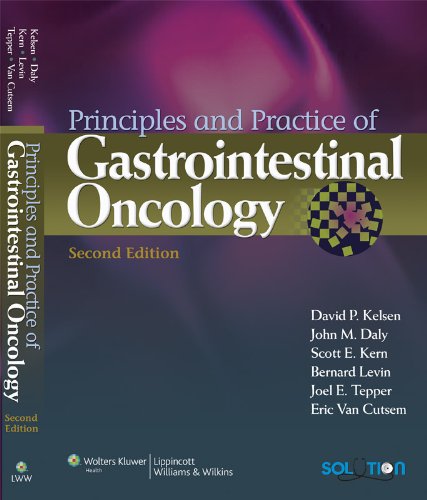 Kelsen • Daly
Kern • Levin
Tepper • Van Cutsem
Principles and Practice of
Gastrointestinal Oncology
Second
Edition
LWW
Principles and Practice of
Gastrointestinal
Oncology
Second Edition
David P. Kelsen
John M. Daly
Scott E. Kern
Bernard Levin
Joel E. Tepper
Eric Van Cutsem
Wolters Kluwer
Health
Lippincott
Williams & Wilkins
SOLUTION